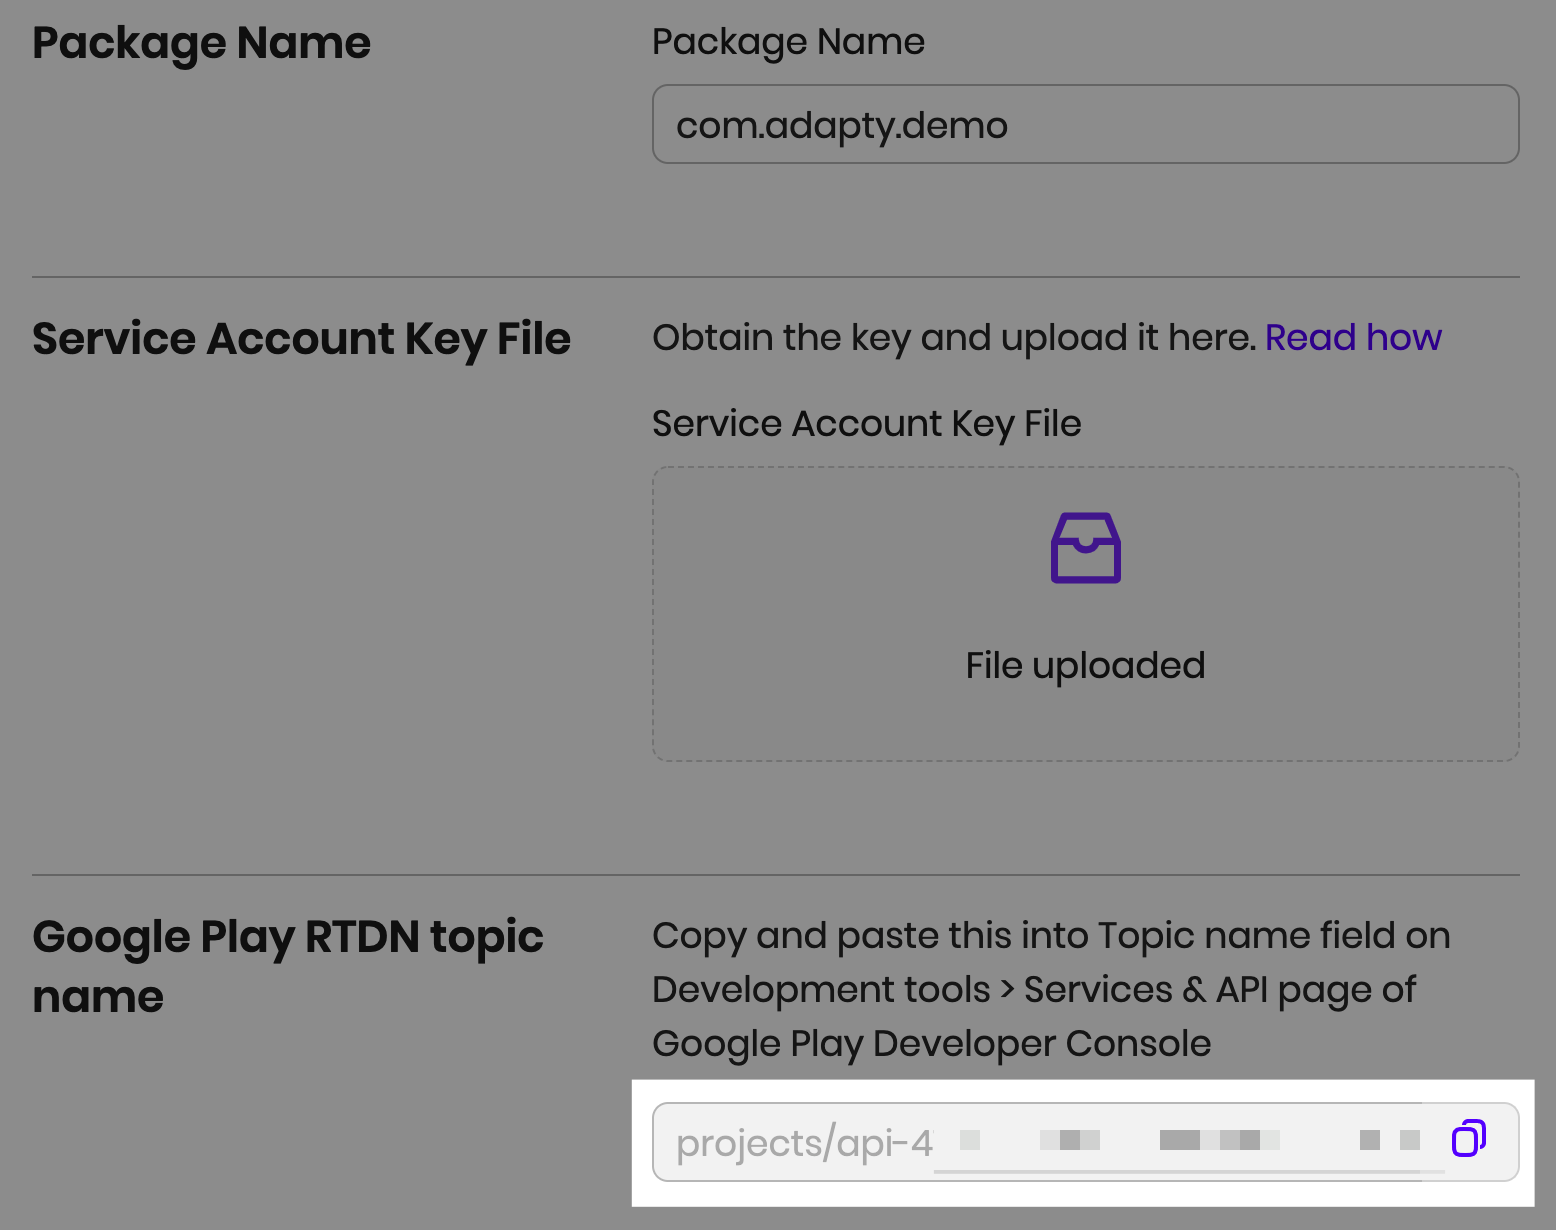 Package Name
Package Name
com.adapty.demo
Service Account Key File
Obtain the key and upload it here. Read how
Service Account Key File
File uploaded
Google Play RTDN topic
name
Copy and paste this into Topic name field on
Development tools > Services & API page of
Google Play Developer Console
projects/api-4